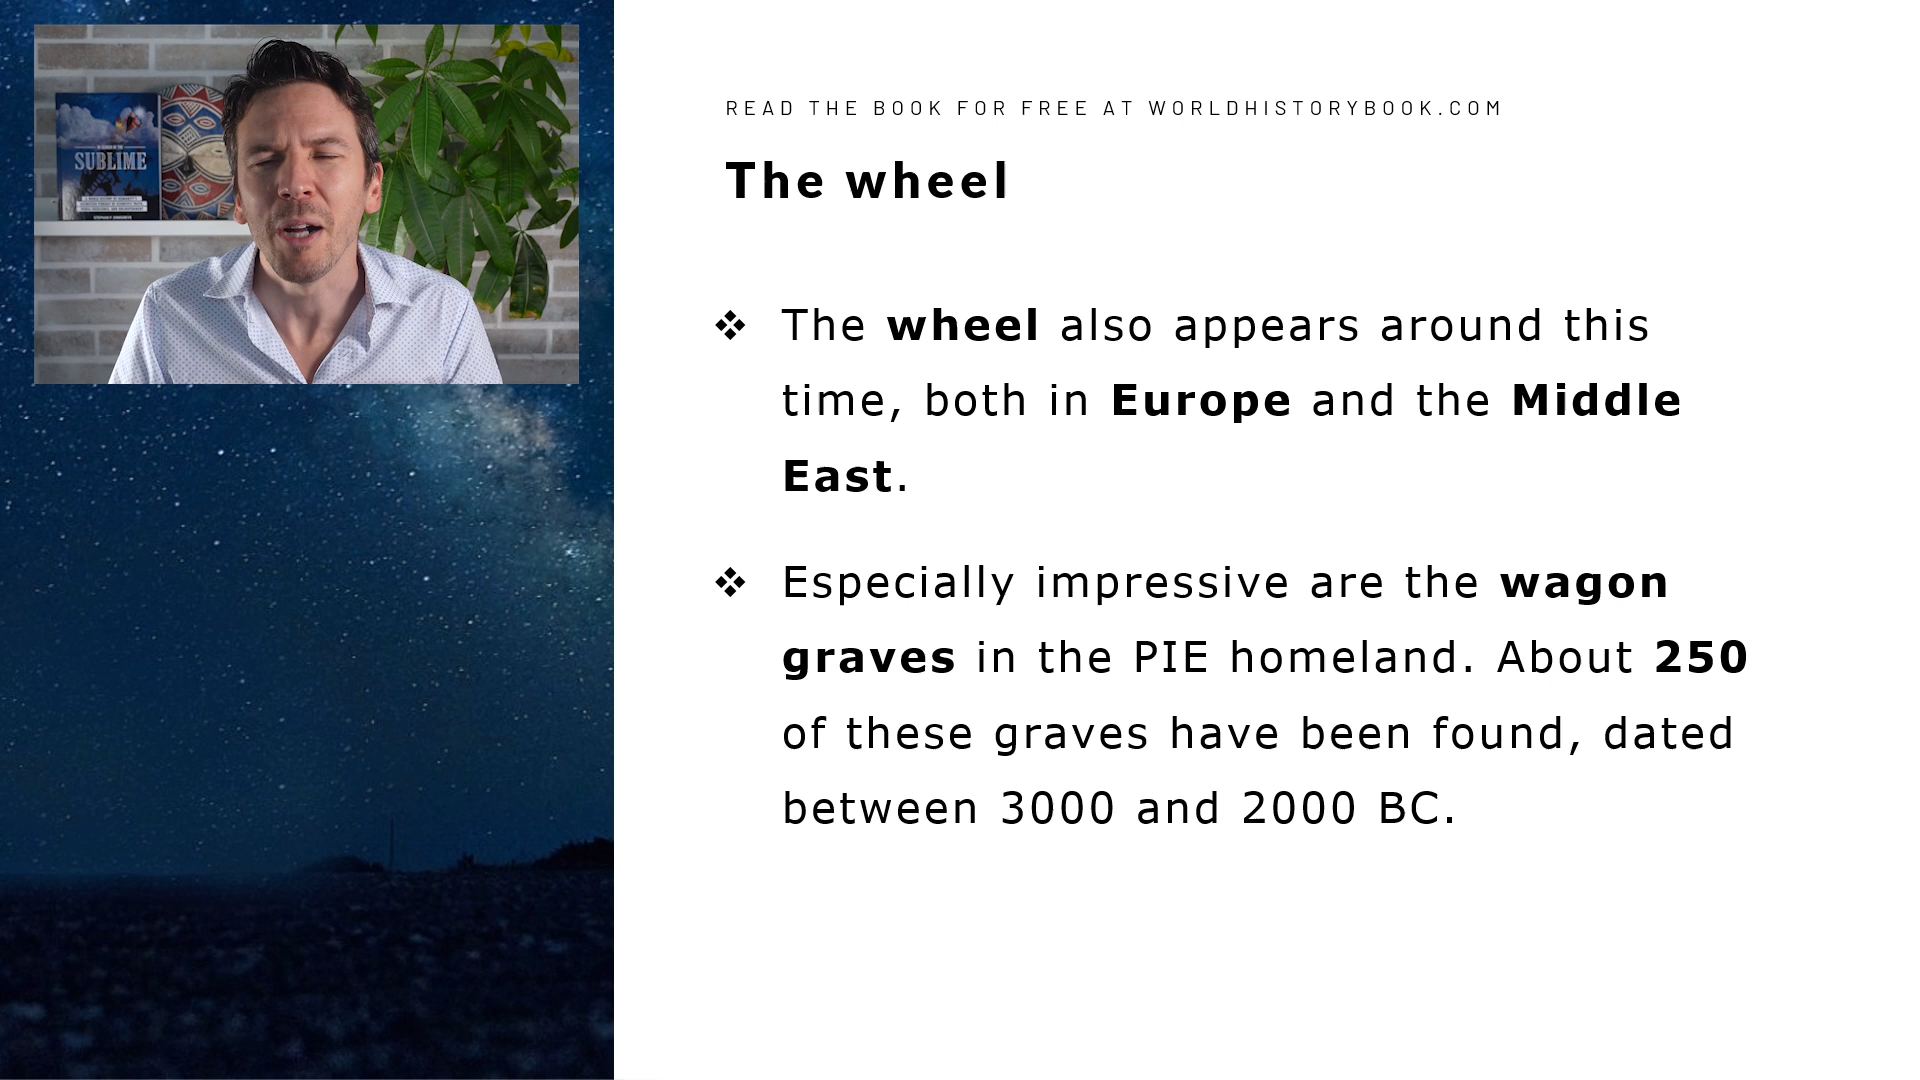 SUBLIME
READ THE BOOK FOR FREE AT WORLDHISTORYBOOK.COM
The wheel
❖ The wheel also appears around this
time, both in Europe and the Middle
East.
❖ Especially impressive are the wagon
graves in the PIE homeland. About 250
of these graves have been found, dated
between 3000 and 2000 BC.